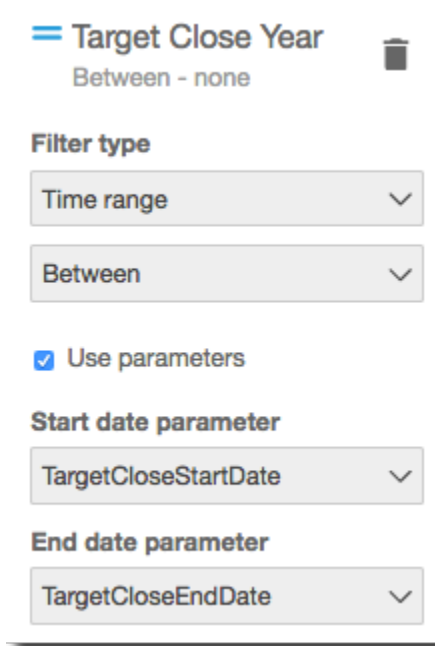 Target Close Year
Between - none
Filter type
Time range
Between
Use parameters
Start date parameter
TargetCloseStartDate
End date parameter
TargetCloseEndDate